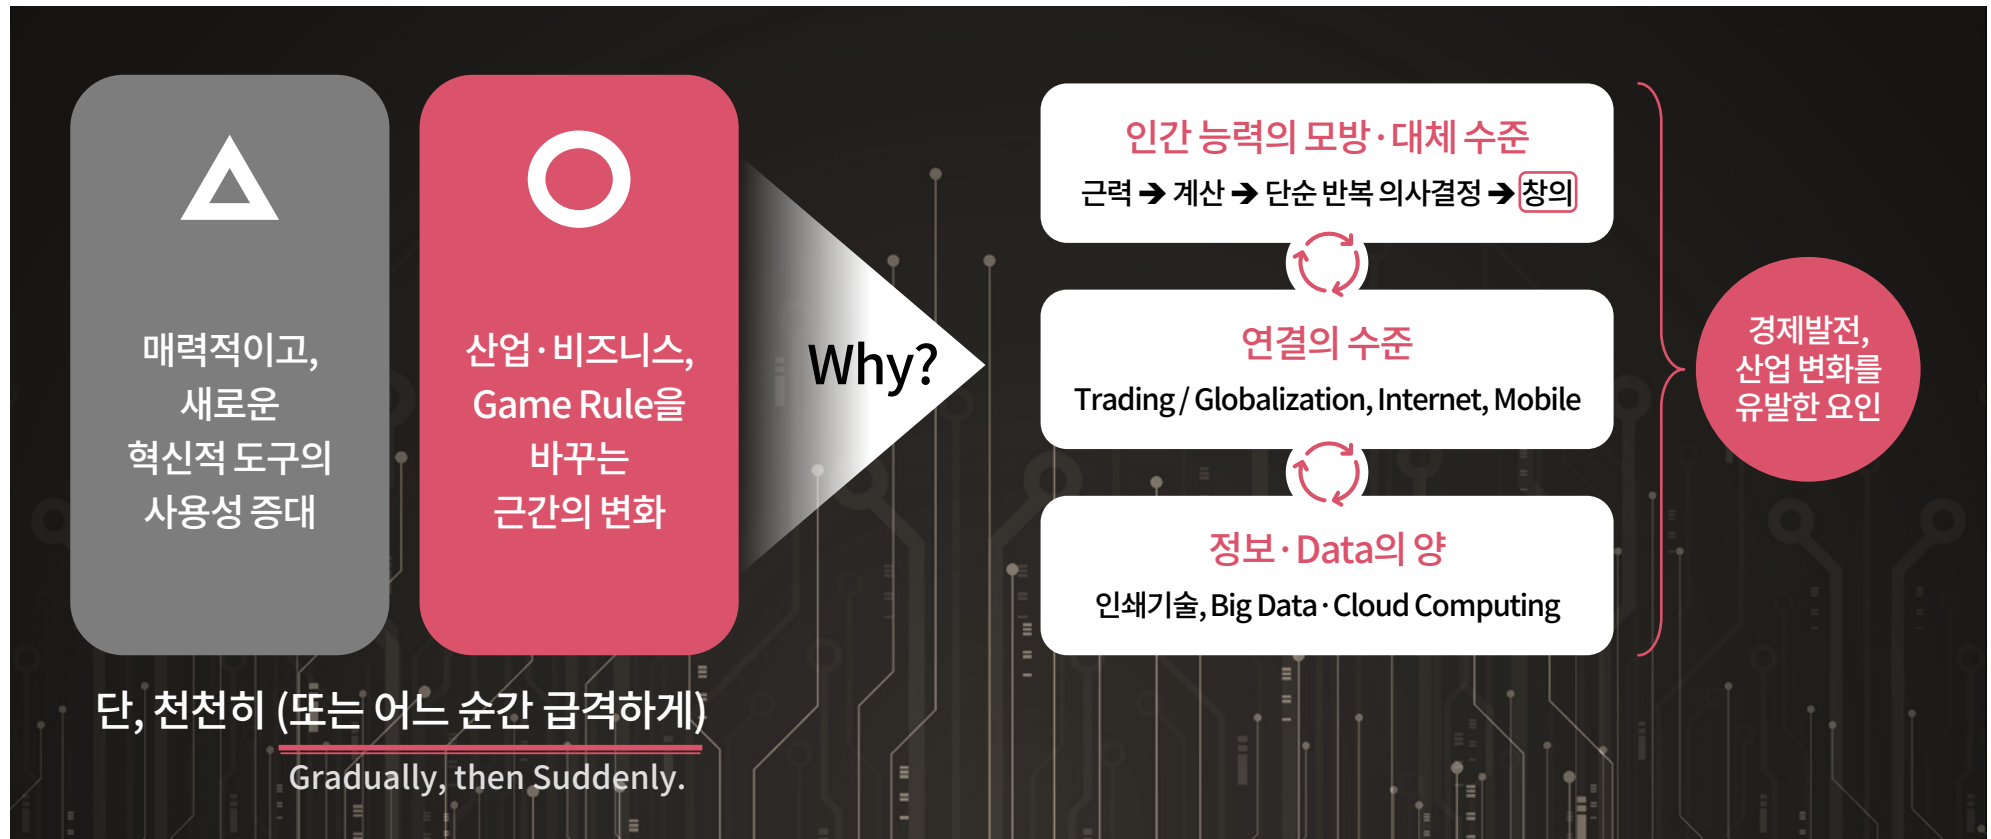 매력적이고,
새로운
혁신적 도구의
사용성 증대
산업·비즈니스,
Game Rule을
바꾸는
근간의 변화
단, 천천히 (또는 어느 순간 급격하게)
Gradually, then Suddenly.
Why?
인간 능력의 모방·대체 수준
근력 ➔ 계산 ➔ 단순 반복 의사결정 ➔ 창의
연결의 수준
Trading / Globalization, Internet, Mobile
정보·Data의 양
인쇄기술, Big Data·Cloud Computing
경제발전,
산업 변화를
유발한 요인